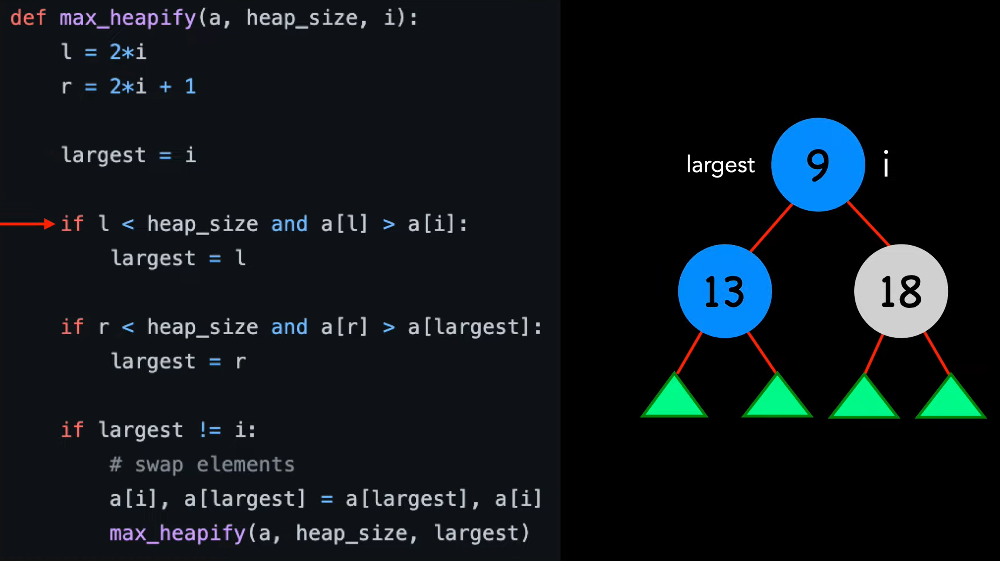 def max_heapify(a, heap_size, i):
    l = 2*i
    r = 2*i + 1
    largest = i
    if l < heap_size and a[l] > a[i]:
        largest = l
    if r < heap_size and a[r] > a[largest]:
        largest = r
    if largest != i:
        # swap elements
        a[i], a[largest] = a[largest], a[i]
        max_heapify(a, heap_size, largest)
largest 9 i
13 18